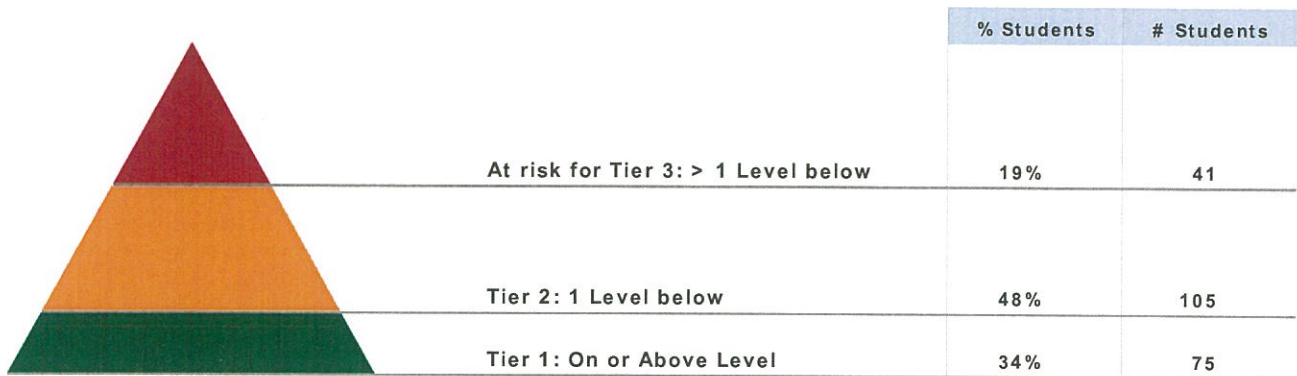 % Students # Students
At risk for Tier 3: > 1 Level below 19% 41
Tier 2: 1 Level below 48% 105
Tier 1: On or Above Level 34% 75